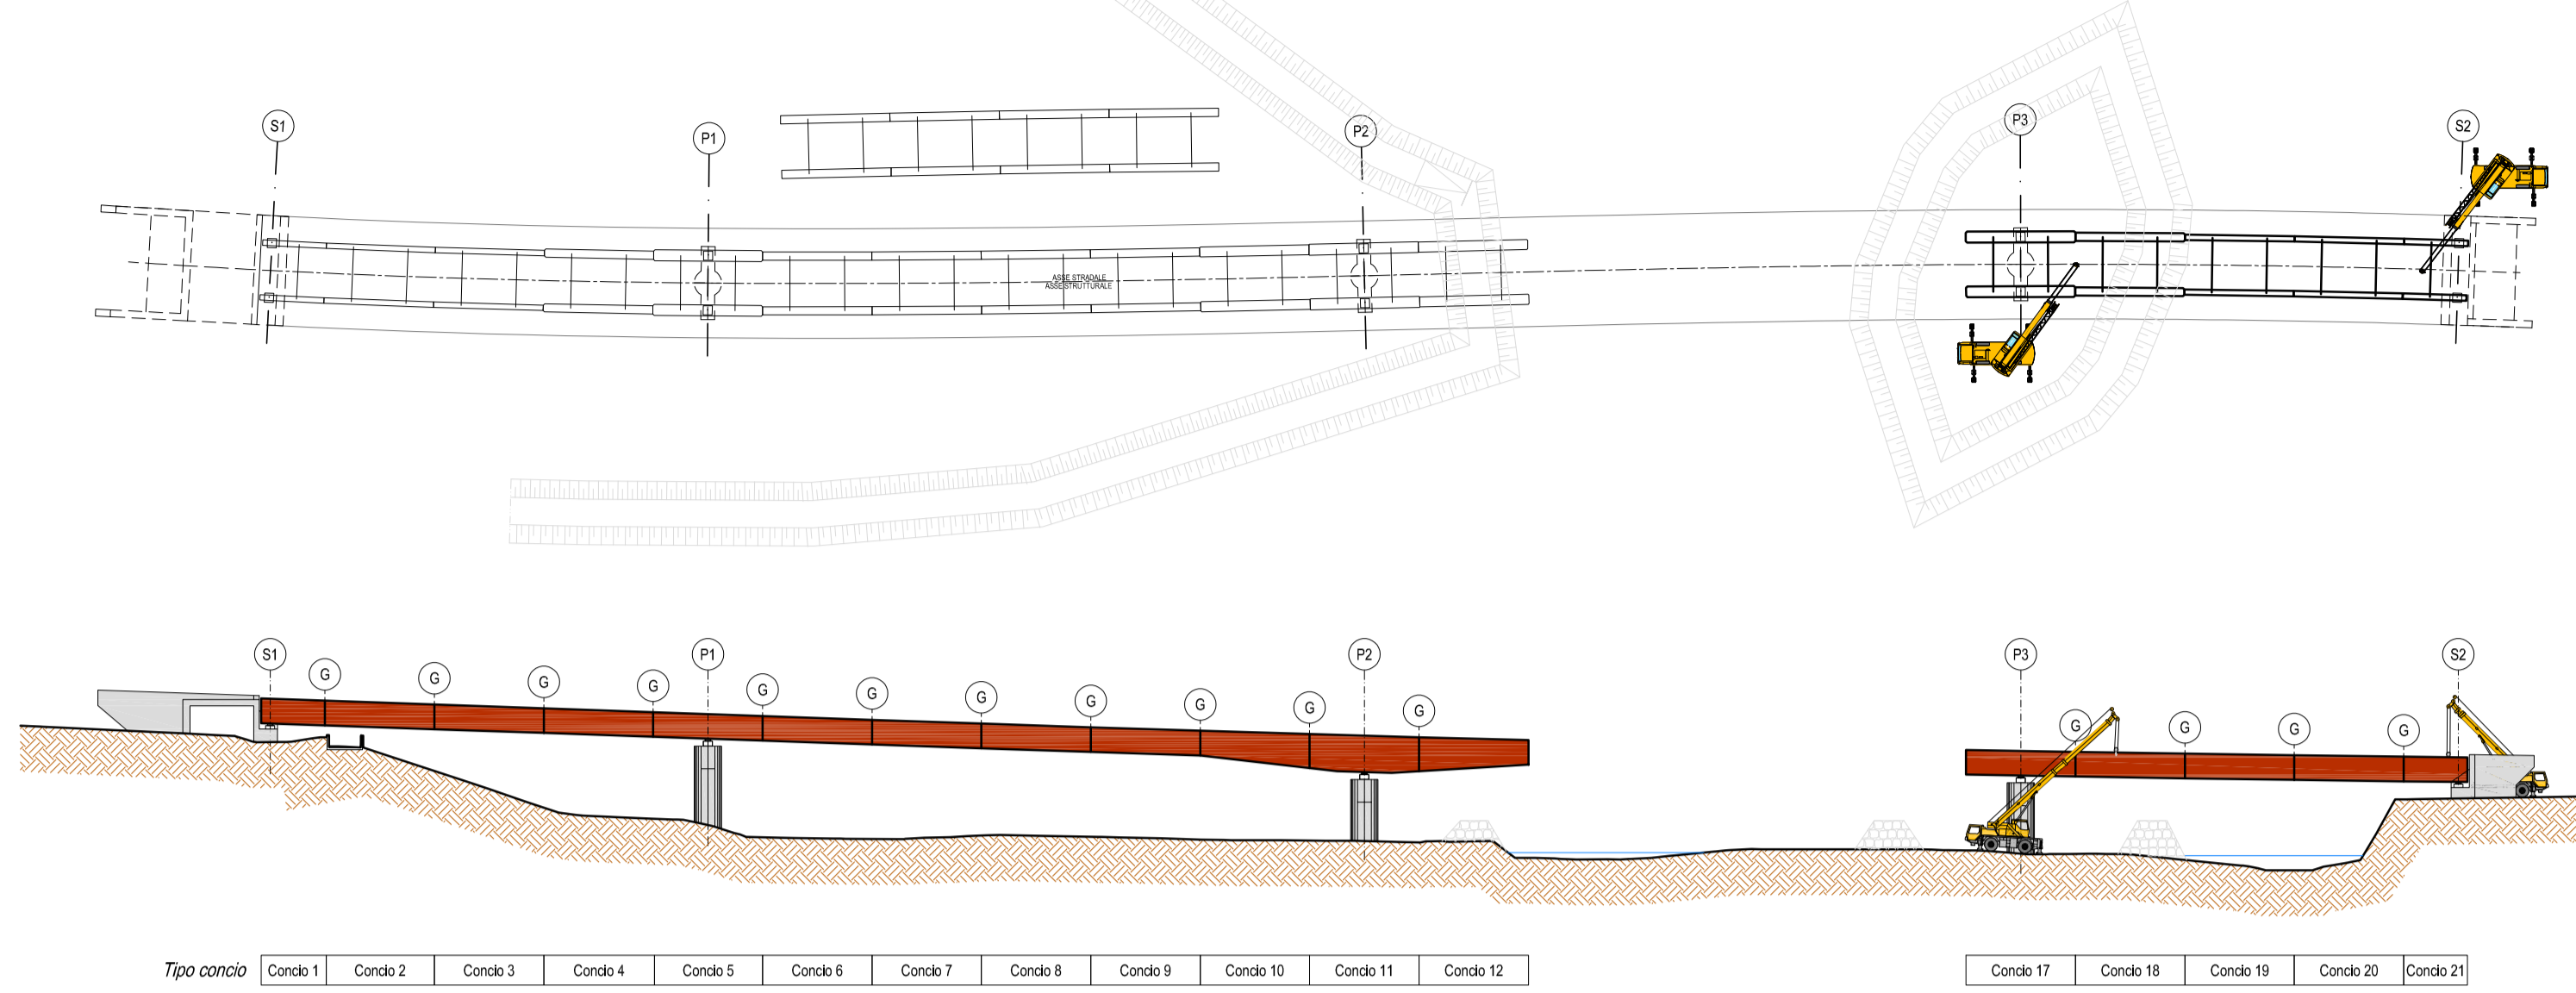 S1
P1
P2
P3
S2
ASSE STRADALE
ASSE STRUTTURALE
S1 G G G G P1 G G G G G G P2 G P3 G G G G S2
Tipo concio Concio 1 Concio 2 Concio 3 Concio 4 Concio 5 Concio 6 Concio 7 Concio 8 Concio 9 Concio 10 Concio 11 Concio 12 Concio 17 Concio 18 Concio 19 Concio 20 Concio 21